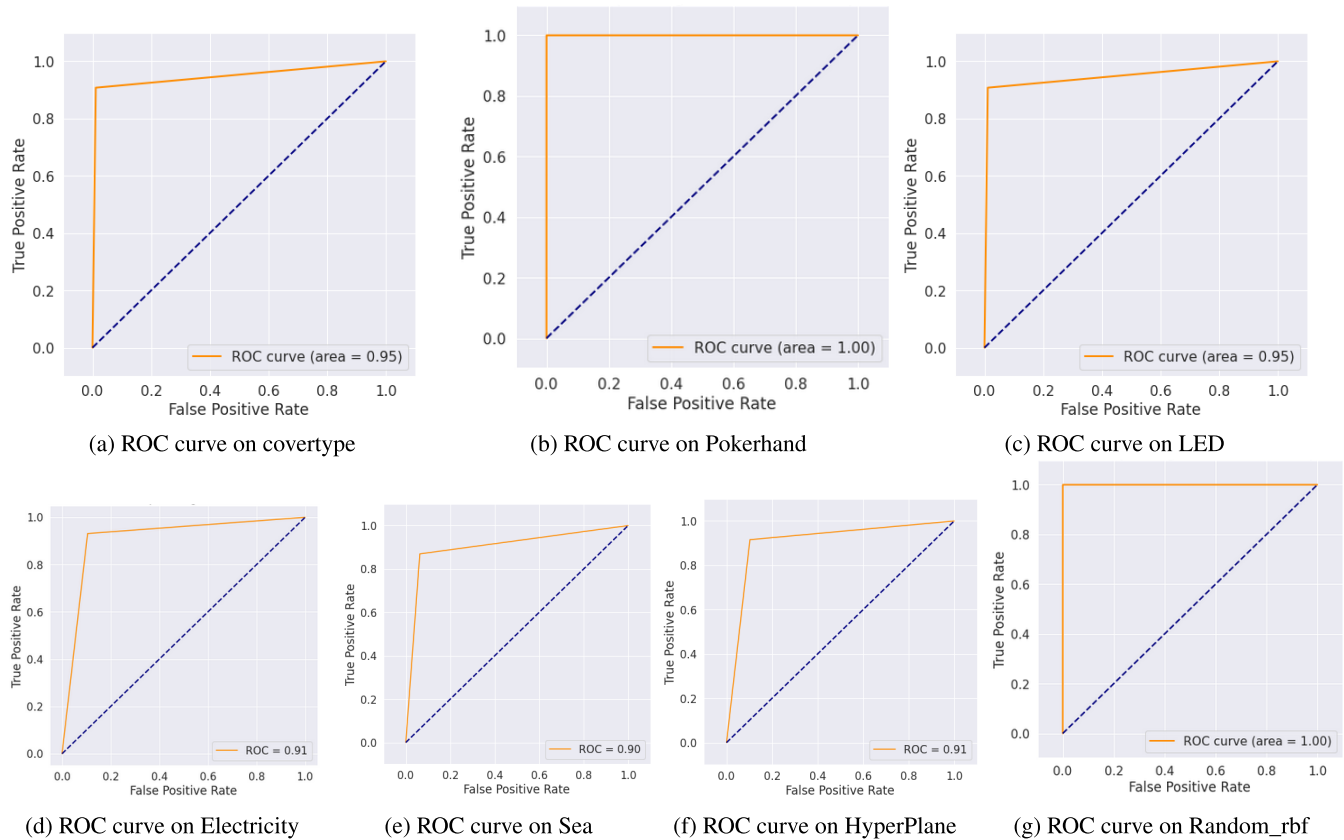 1.0
0.8
0.6
0.4
0.2
0.0
True Positive Rate
ROC curve (area = 0.95)
0.0 0.2 0.4 0.6 0.8 1.0
False Positive Rate
(a) ROC curve on covertype
1.0
0.8
0.6
0.4
0.2
0.0
True Positive Rate
ROC curve (area = 1.00)
0.0 0.2 0.4 0.6 0.8 1.0
False Positive Rate
(b) ROC curve on Pokerhand
1.0
0.8
0.6
0.4
0.2
0.0
True Positive Rate
ROC curve (area = 0.95)
0.0 0.2 0.4 0.6 0.8 1.0
False Positive Rate
(c) ROC curve on LED
1.0
0.8
0.6
0.4
0.2
0.0
True Positive Rate
ROC = 0.91
0.0 0.2 0.4 0.6 0.8 1.0
False Positive Rate
(d) ROC curve on Electricity
1.0
0.8
0.6
0.4
0.2
0.0
True Positive Rate
ROC = 0.90
0.0 0.2 0.4 0.6 0.8 1.0
False Positive Rate
(e) ROC curve on Sea
1.0
0.8
0.6
0.4
0.2
0.0
True Positive Rate
ROC = 0.91
0.0 0.2 0.4 0.6 0.8 1.0
False Positive Rate
(f) ROC curve on HyperPlane
1.0
0.8
0.6
0.4
0.2
0.0
True Positive Rate
ROC curve (area = 1.00)
0.0 0.2 0.4 0.6 0.8 1.0
False Positive Rate
(g) ROC curve on Random_rbf